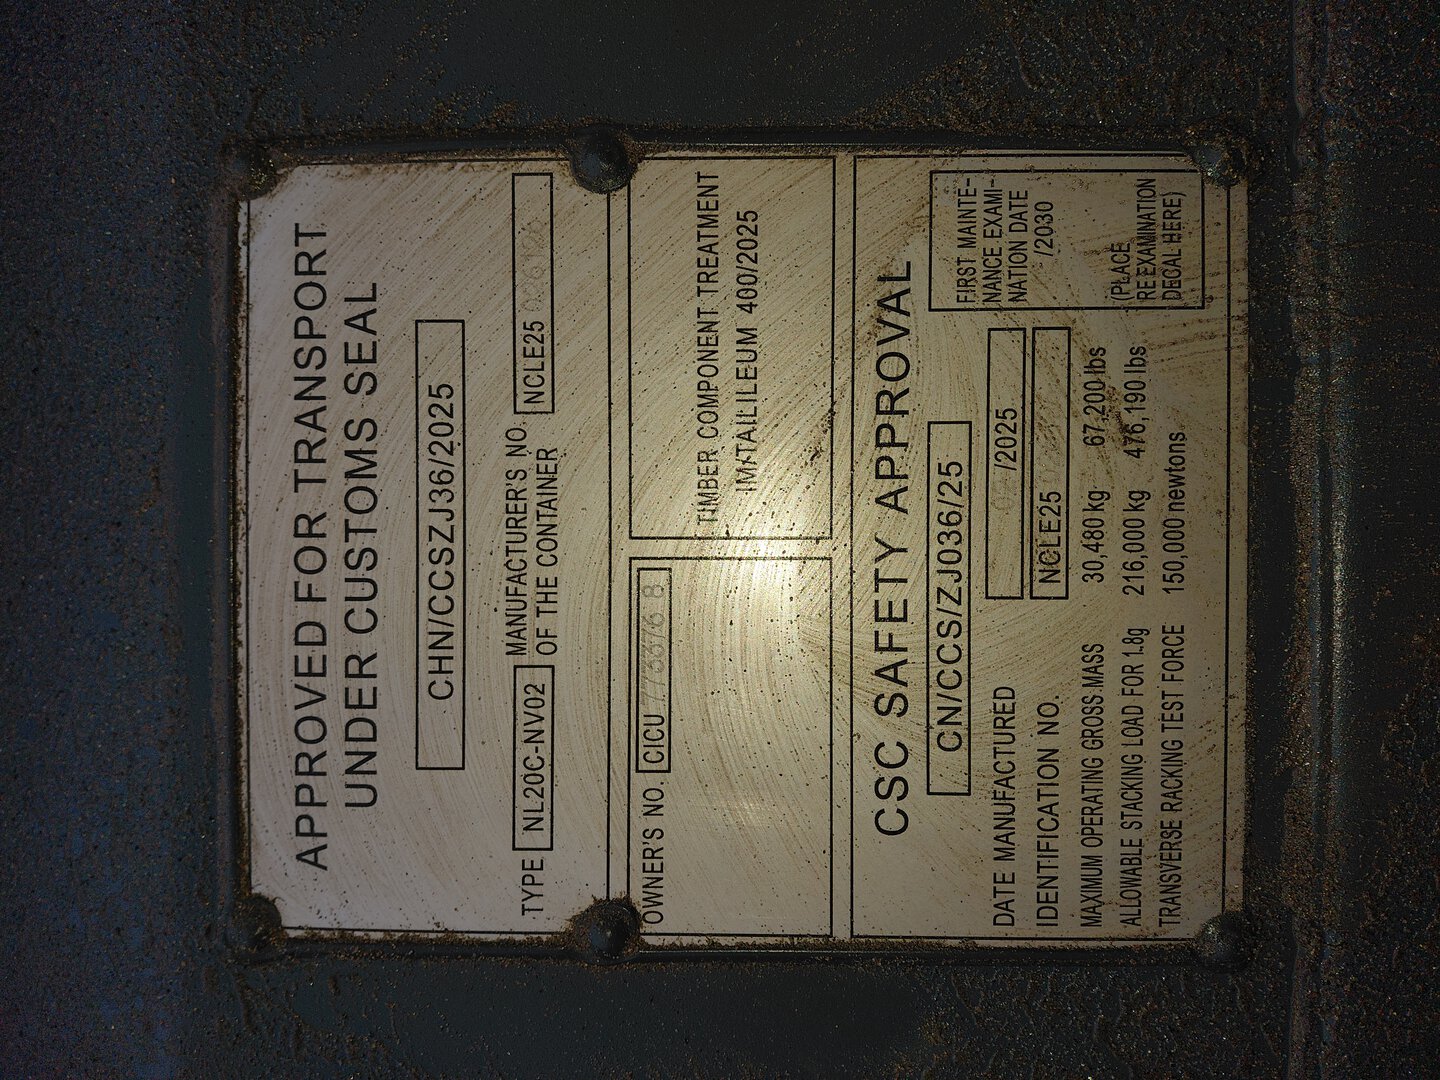 APPROVED FOR TRANSPORT
UNDER CUSTOMS SEAL
CHN/CCSZJ36/2025
TYPE NL20C-NV02 MANUFACTURER'S NO.
OF THE CONTAINER NCLE25
OWNER'S NO. CICU
TIMBER COMPONENT TREATMENT
IM/TAILILEUM 400/2025
CSC SAFETY APPROVAL
CN/CCS/ZJ036/25
DATE MANUFACTURED /2025
IDENTIFICATION NO. NCLE25
MAXIMUM OPERATING GROSS MASS 30,480 kg 67,200 lbs
ALLOWABLE STACKING LOAD FOR 1.8g 216,000 kg 476,190 lbs
TRANSVERSE RACKING TEST FORCE 150,000 newtons
FIRST MAINTE-
NANCE EXAMI-
NATION DATE
/2030
(PLACE
RE EXAMINATION
DECAL HERE)